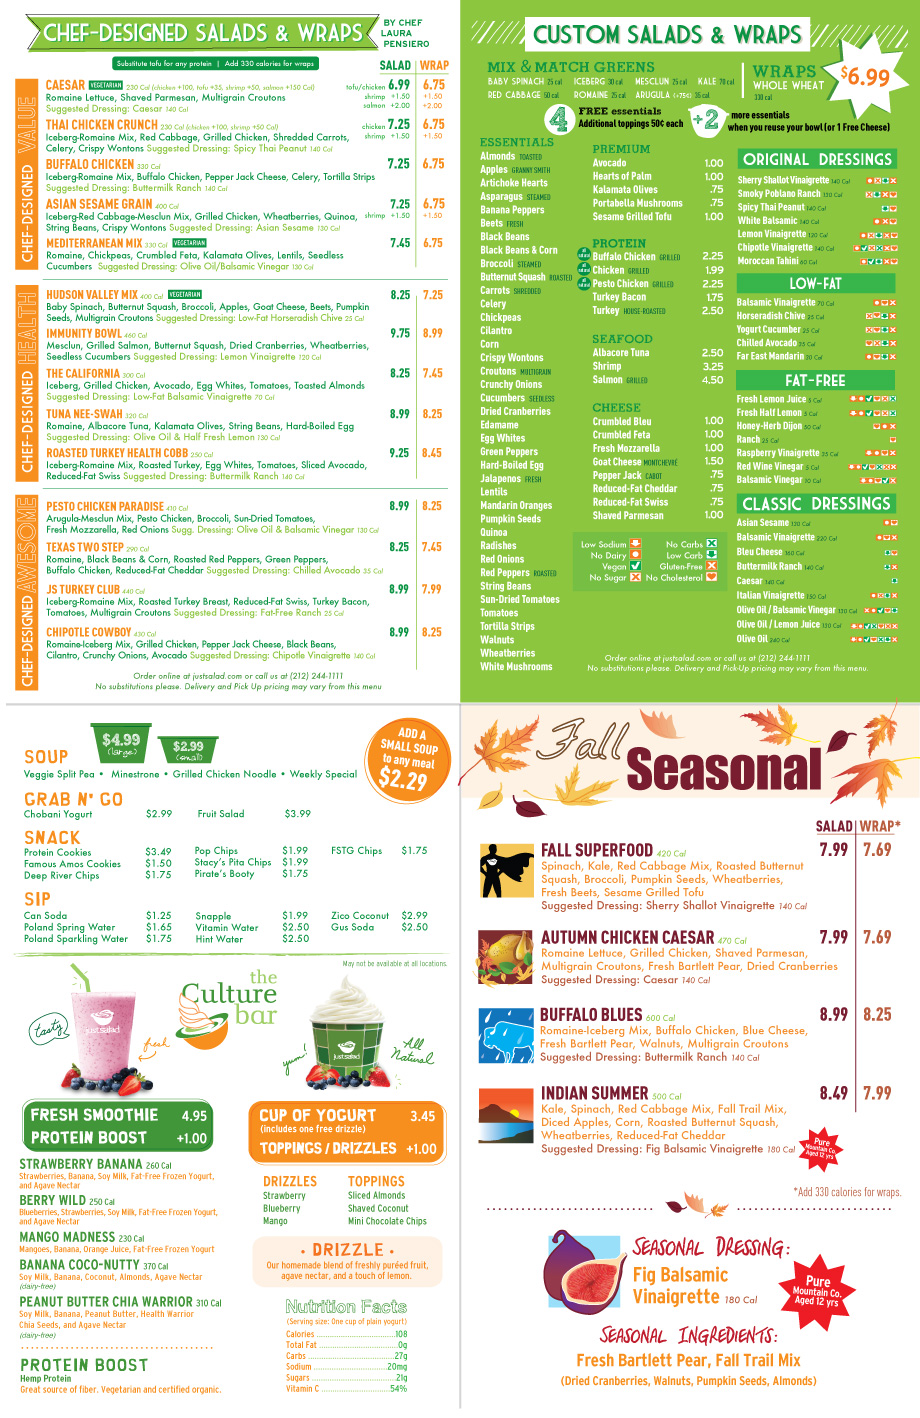 CHEF-DESIGNED SALADS & WRAPS
BY CHEF
LAURA
PENSIERO
Substitute tofu for any protein | Add 330 calories for wraps
SALAD WRAP
CHEF-DESIGNED VALUE
CAESAR VEGETARIAN 230 Cal (chicken +100, tofu +35, shrimp +50, salmon +150 Cal) tofu/chicken 6.99 6.75
Romaine Lettuce, Shaved Parmesan, Multigrain Croutons shrimp +1.50 +1.50
Suggested Dressing: Caesar 140 Cal salmon +2.00 +2.00
THAI CHICKEN CRUNCH 230 Cal (chicken +100, shrimp +50 Cal) chicken 7.25 6.75
Iceberg-Romaine Mix, Red Cabbage, Grilled Chicken, Shredded Carrots, shrimp +1.50 +1.50
Celery, Crispy Wontons Suggested Dressing: Spicy Thai Peanut 140 Cal
BUFFALO CHICKEN 330 Cal 7.25 6.75
Iceberg-Romaine Mix, Buffalo Chicken, Pepper Jack Cheese, Celery, Tortilla Strips
Suggested Dressing: Buttermilk Ranch 140 Cal
ASIAN SESAME GRAIN 400 Cal 7.25 6.75
Iceberg-Red Cabbage-Mesclun Mix, Grilled Chicken, Wheatberries, Quinoa, shrimp +1.50 +1.50
String Beans, Crispy Wontons Suggested Dressing: Asian Sesame 130 Cal
MEDITERRANEAN MIX 330 Cal VEGETARIAN 7.45 6.75
Romaine, Chickpeas, Crumbled Feta, Kalamata Olives, Lentils, Seedless
Cucumbers Suggested Dressing: Olive Oil/Balsamic Vinegar 130 Cal
CHEF-DESIGNED HEALTH
HUDSON VALLEY MIX 400 Cal VEGETARIAN 8.25 7.25
Baby Spinach, Butternut Squash, Broccoli, Apples, Goat Cheese, Beets, Pumpkin
Seeds, Multigrain Croutons Suggested Dressing: Low-Fat Horseradish Chive 25 Cal
IMMUNITY BOWL 460 Cal 9.75 8.99
Mesclun, Grilled Salmon, Butternut Squash, Dried Cranberries, Wheatberries,
Seedless Cucumbers Suggested Dressing: Lemon Vinaigrette 120 Cal
THE CALIFORNIA 300 Cal 8.25 7.45
Iceberg, Grilled Chicken, Avocado, Egg Whites, Tomatoes, Toasted Almonds
Suggested Dressing: Low-Fat Balsamic Vinaigrette 70 Cal
TUNA NEE-SWAH 320 Cal 8.99 8.25
Romaine, Albacore Tuna, Kalamata Olives, String Beans, Hard-Boiled Egg
Suggested Dressing: Olive Oil & Half Fresh Lemon 130 Cal
ROASTED TURKEY HEALTH COBB 250 Cal 9.25 8.45
Iceberg-Romaine Mix, Roasted Turkey, Egg Whites, Tomatoes, Sliced Avocado,
Reduced-Fat Swiss Suggested Dressing: Buttermilk Ranch 140 Cal
CHEF-DESIGNED AWESOME
PESTO CHICKEN PARADISE 410 Cal 8.99 8.25
Arugula-Mesclun Mix, Pesto Chicken, Broccoli, Sun-Dried Tomatoes,
Fresh Mozzarella, Red Onions Sugg. Dressing: Olive Oil & Balsamic Vinegar 130 Cal
TEXAS TWO STEP 290 Cal 8.25 7.45
Romaine, Black Beans & Corn, Roasted Red Peppers, Green Peppers,
Buffalo Chicken, Reduced-Fat Cheddar Suggested Dressing: Chilled Avocado 35 Cal
JS TURKEY CLUB 440 Cal 8.99 7.99
Iceberg-Romaine Mix, Roasted Turkey Breast, Reduced-Fat Swiss, Turkey Bacon,
Tomatoes, Multigrain Croutons Suggested Dressing: Fat-Free Ranch 25 Cal
CHIPOTLE COWBOY 430 Cal 8.99 8.25
Romaine-Iceberg Mix, Grilled Chicken, Pepper Jack Cheese, Black Beans,
Cilantro, Crunchy Onions, Avocado Suggested Dressing: Chipotle Vinaigrette 140 Cal
Order online at justsalad.com or call us at (212) 244-1111
No substitutions please. Delivery and Pick Up pricing may vary from this menu
CUSTOM SALADS & WRAPS
MIX & MATCH GREENS
BABY SPINACH 25 cal ICEBERG 30 cal MESCLUN 25 cal KALE 70 cal
RED CABBAGE 50 cal ROMAINE 25 cal ARUGULA (+75¢) 35 cal
WRAPS
WHOLE WHEAT
330 cal
$6.99
4 FREE essentials
Additional toppings 50¢ each
+2 more essentials
when you reuse your bowl (or 1 Free Cheese)
ESSENTIALS
Almonds TOASTED
Apples GRANNY SMITH
Artichoke Hearts
Asparagus STEAMED
Banana Peppers
Beets FRESH
Black Beans
Black Beans & Corn
Broccoli STEAMED
Butternut Squash ROASTED
Carrots SHREDDED
Celery
Chickpeas
Cilantro
Corn
Crispy Wontons
Croutons MULTIGRAIN
Crunchy Onions
Cucumbers SEEDLESS
Dried Cranberries
Edamame
Egg Whites
Green Peppers
Hard-Boiled Egg
Jalapenos FRESH
Lentils
Mandarin Oranges
Pumpkin Seeds
Quinoa
Radishes
Red Onions
Red Peppers ROASTED
String Beans
Sun-Dried Tomatoes
Tomatoes
Tortilla Strips
Walnuts
Wheatberries
White Mushrooms
PREMIUM
Avocado 1.00
Hearts of Palm 1.00
Kalamata Olives .75
Portabella Mushrooms .75
Sesame Grilled Tofu 1.00
PROTEIN
Buffalo Chicken GRILLED 2.25
Chicken GRILLED 1.99
Pesto Chicken GRILLED 2.25
Turkey Bacon 1.75
Turkey HOUSE-ROASTED 2.50
SEAFOOD
Albacore Tuna 2.50
Shrimp 3.25
Salmon GRILLED 4.50
CHEESE
Crumbled Bleu 1.00
Crumbled Feta 1.00
Fresh Mozzarella 1.00
Goat Cheese MONTCHEVRÉ 1.50
Pepper Jack CABOT .75
Reduced-Fat Cheddar .75
Reduced-Fat Swiss .75
Shaved Parmesan 1.00
Low Sodium No Carbs
No Dairy Low Carb
Vegan Gluten-Free
No Sugar No Cholesterol
ORIGINAL DRESSINGS
Sherry Shallot Vinaigrette 140 Cal
Smoky Poblano Ranch 130 Cal
Spicy Thai Peanut 140 Cal
White Balsamic 140 Cal
Lemon Vinaigrette 120 Cal
Chipotle Vinaigrette 140 Cal
Moroccan Tahini 60 Cal
LOW-FAT
Balsamic Vinaigrette 70 Cal
Horseradish Chive 25 Cal
Yogurt Cucumber 25 Cal
Chilled Avocado 35 Cal
Far East Mandarin 30 Cal
FAT-FREE
Fresh Lemon Juice 5 Cal
Fresh Half Lemon 5 Cal
Honey-Herb Dijon 50 Cal
Ranch 25 Cal
Raspberry Vinaigrette 35 Cal
Red Wine Vinegar 5 Cal
Balsamic Vinegar 10 Cal
CLASSIC DRESSINGS
Asian Sesame 130 Cal
Balsamic Vinaigrette 220 Cal
Bleu Cheese 160 Cal
Buttermilk Ranch 140 Cal
Caesar 140 Cal
Italian Vinaigrette 150 Cal
Olive Oil / Balsamic Vinegar 130 Cal
Olive Oil / Lemon Juice 130 Cal
Olive Oil 240 Cal
Order online at justsalad.com or call us at (212) 244-1111
No substitutions please. Delivery and Pick-Up pricing may vary from this menu.
SOUP
$4.99
(large)
$2.99
(small)
ADD A
SMALL SOUP
to any meal
$2.29
Veggie Split Pea • Minestrone • Grilled Chicken Noodle • Weekly Special
GRAB N' GO
Chobani Yogurt $2.99 Fruit Salad $3.99
SNACK
Protein Cookies $3.49 Pop Chips $1.99 FSTG Chips $1.75
Famous Amos Cookies $1.50 Stacy's Pita Chips $1.99
Deep River Chips $1.75 Pirate's Booty $1.75
SIP
Can Soda $1.25 Snapple $1.99 Zico Coconut $2.99
Poland Spring Water $1.65 Vitamin Water $2.50 Gus Soda $2.50
Poland Sparkling Water $1.75 Hint Water $2.50
May not be available at all locations.
the
Culture
bar
tasty
fresh
justsalad
yum!
justsalad
All
Natural
FRESH SMOOTHIE 4.95
PROTEIN BOOST +1.00
STRAWBERRY BANANA 260 Cal
Strawberries, Banana, Soy Milk, Fat-Free Frozen Yogurt,
and Agave Nectar
BERRY WILD 250 Cal
Blueberries, Strawberries, Soy Milk, Fat-Free Frozen Yogurt,
and Agave Nectar
MANGO MADNESS 230 Cal
Mangoes, Banana, Orange Juice, Fat-Free Frozen Yogurt
BANANA COCO-NUTTY 370 Cal
Soy Milk, Banana, Coconut, Almonds, Agave Nectar
(dairy-free)
PEANUT BUTTER CHIA WARRIOR 310 Cal
Soy Milk, Banana, Peanut Butter, Health Warrior
Chia Seeds, and Agave Nectar
(dairy-free)
PROTEIN BOOST
Hemp Protein
Great source of fiber. Vegetarian and certified organic.
CUP OF YOGURT 3.45
(includes one free drizzle)
TOPPINGS / DRIZZLES +1.00
DRIZZLES TOPPINGS
Strawberry Sliced Almonds
Blueberry Shaved Coconut
Mango Mini Chocolate Chips
• DRIZZLE •
Our homemade blend of freshly puréed fruit,
agave nectar, and a touch of lemon.
Nutrition Facts
(Serving size: One cup of plain yogurt)
Calories 108
Total Fat 0g
Carbs 27g
Sodium 20mg
Sugars 21g
Vitamin C 54%
Fall
Seasonal
SALAD WRAP*
FALL SUPERFOOD 420 Cal 7.99 7.69
Spinach, Kale, Red Cabbage Mix, Roasted Butternut
Squash, Broccoli, Pumpkin Seeds, Wheatberries,
Fresh Beets, Sesame Grilled Tofu
Suggested Dressing: Sherry Shallot Vinaigrette 140 Cal
AUTUMN CHICKEN CAESAR 470 Cal 7.99 7.69
Romaine Lettuce, Grilled Chicken, Shaved Parmesan,
Multigrain Croutons, Fresh Bartlett Pear, Dried Cranberries
Suggested Dressing: Caesar 140 Cal
BUFFALO BLUES 600 Cal 8.99 8.25
Romaine-Iceberg Mix, Buffalo Chicken, Blue Cheese,
Fresh Bartlett Pear, Walnuts, Multigrain Croutons
Suggested Dressing: Buttermilk Ranch 140 Cal
INDIAN SUMMER 500 Cal 8.49 7.99
Kale, Spinach, Red Cabbage Mix, Fall Trail Mix,
Diced Apples, Corn, Roasted Butternut Squash,
Wheatberries, Reduced-Fat Cheddar
Suggested Dressing: Fig Balsamic Vinaigrette 180 Cal
Pure
Mountain Co.
Aged 12 yrs
*Add 330 calories for wraps.
SEASONAL DRESSING:
Fig Balsamic
Vinaigrette 180 Cal
Pure
Mountain Co.
Aged 12 yrs
SEASONAL INGREDIENTS:
Fresh Bartlett Pear, Fall Trail Mix
(Dried Cranberries, Walnuts, Pumpkin Seeds, Almonds)